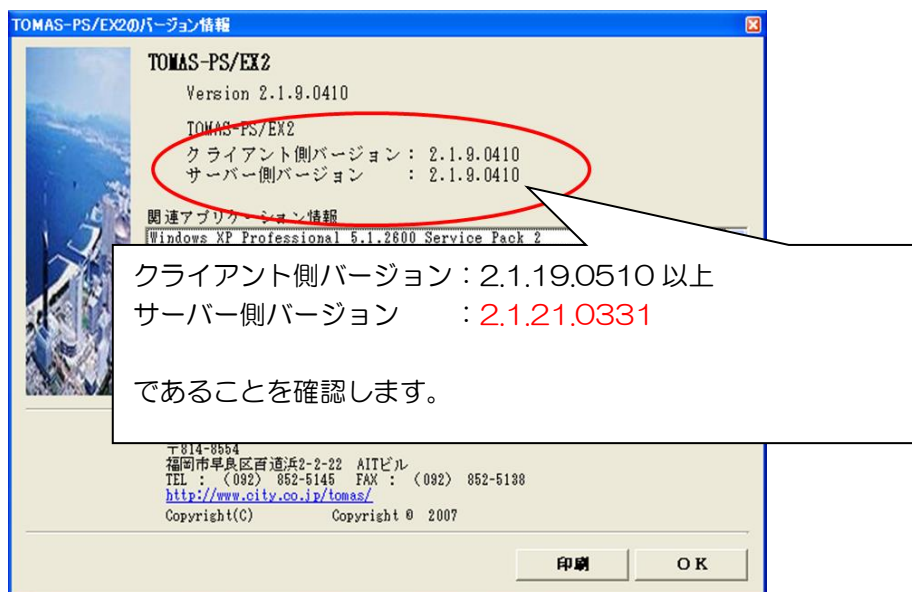 TOMAS-PS/EX2のバージョン情報
TOMAS-PS/EX2
Version 2.1.9.0410
TOMAS-PS/EX2
クライアント側バージョン： 2.1.9.0410
サーバー側バージョン ： 2.1.9.0410
関連アプリケーション情報
Windows XP Professional 5.1.2600 Service Pack 2
クライアント側バージョン：2.1.19.0510 以上
サーバー側バージョン ：2.1.21.0331
であることを確認します。
〒814-8554
福岡市早良区百道浜2-2-22 AITビル
TEL : (092) 852-5145 FAX : (092) 852-5138
http://www.city.co.jp/tomas/
Copyright(C) Copyright © 2007
印刷 OK